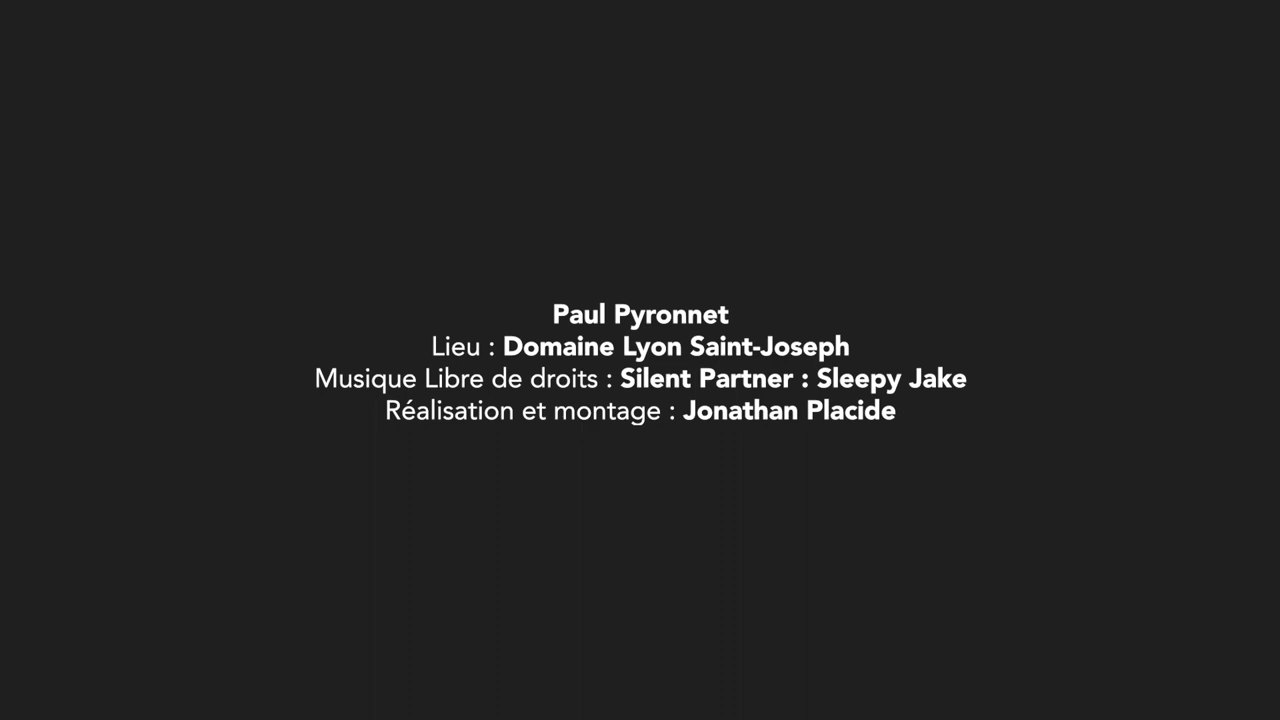 Paul Pyronnet
Lieu : Domaine Lyon Saint-Joseph
Musique Libre de droits : Silent Partner : Sleepy Jake
Réalisation et montage : Jonathan Placide